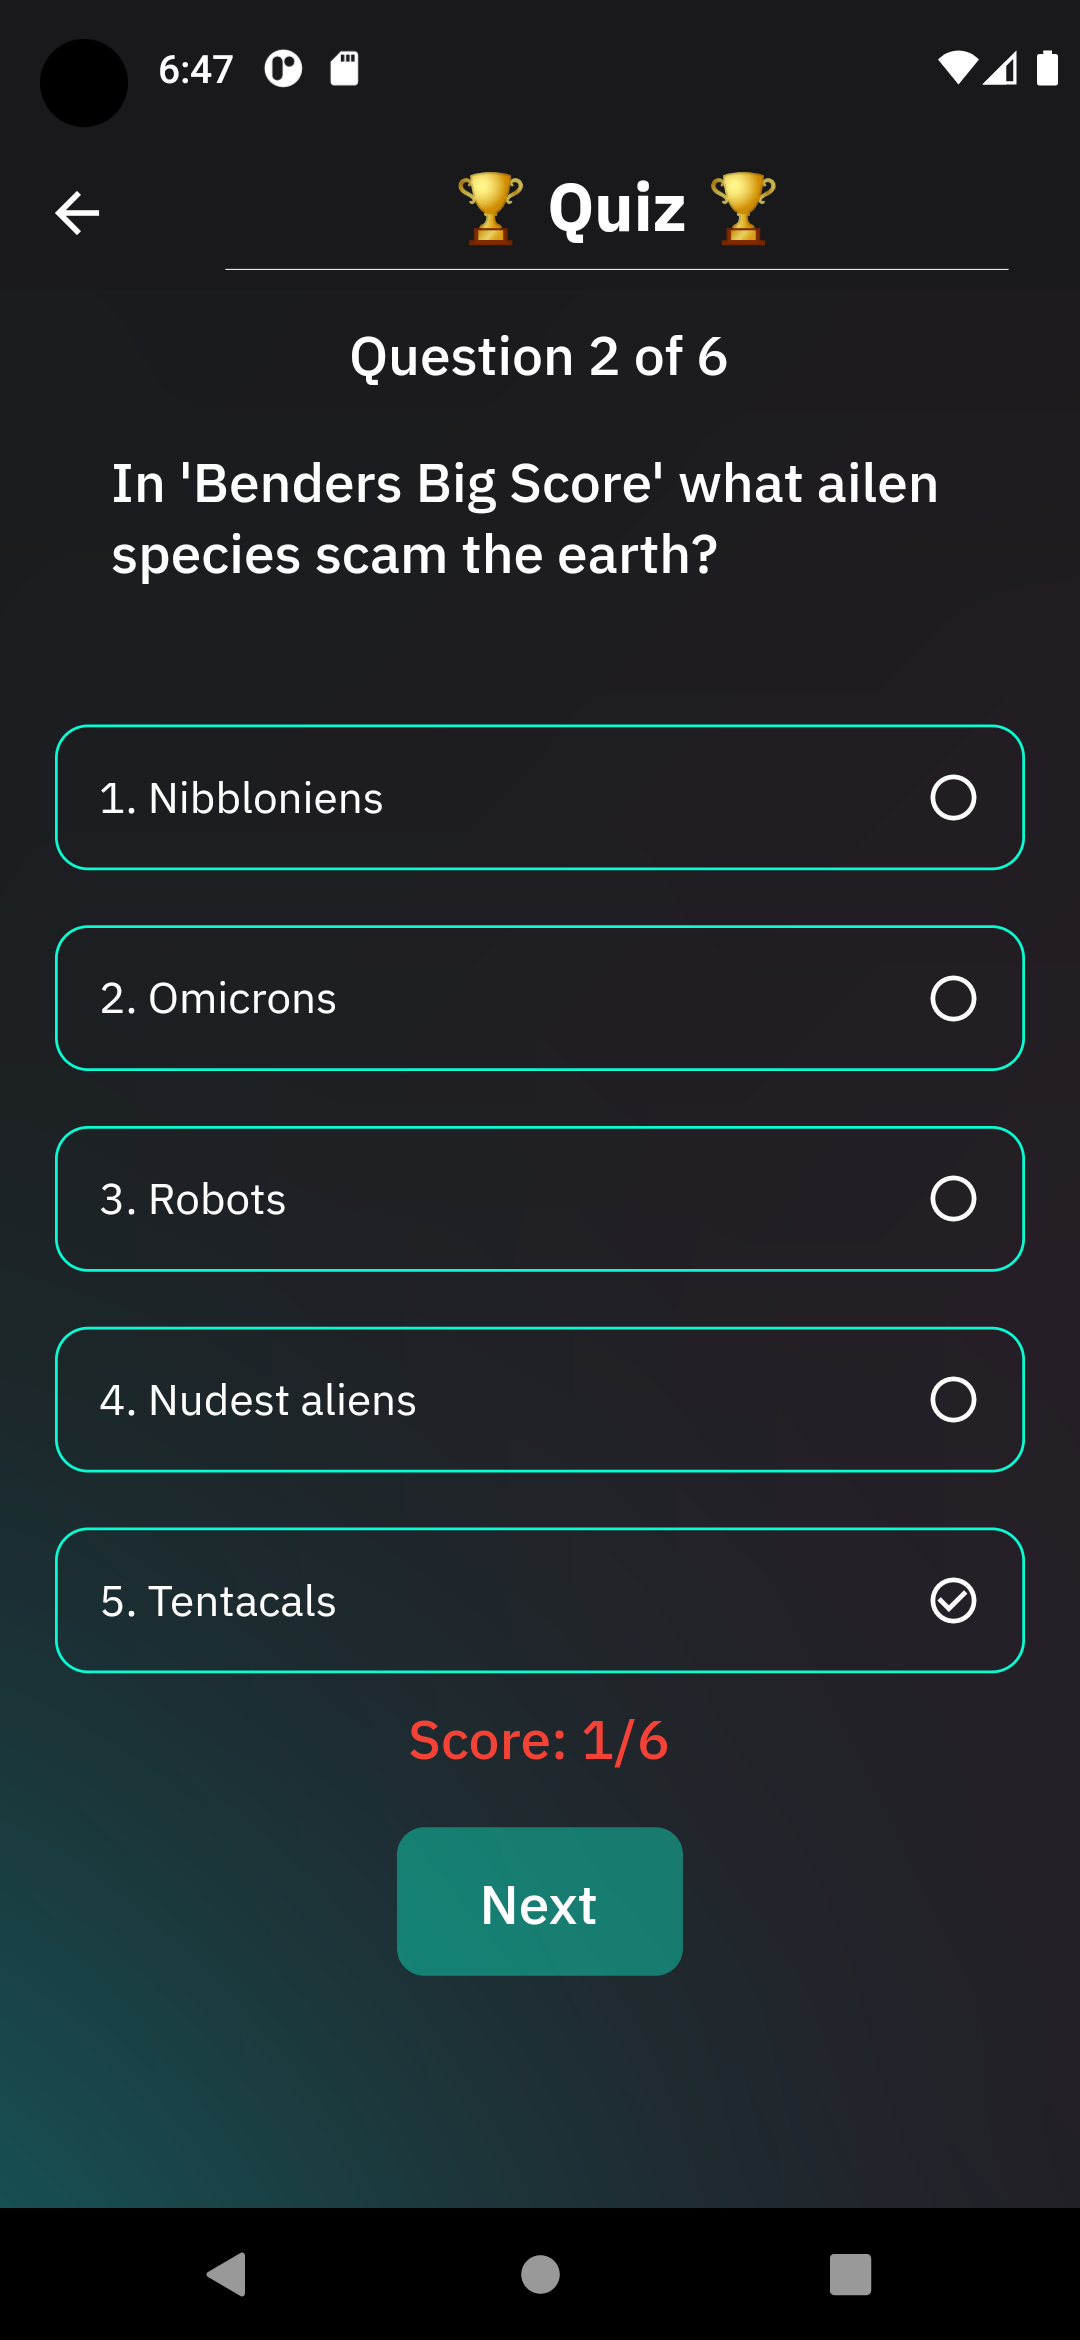 6:47
🏆 Quiz 🏆
Question 2 of 6
In 'Benders Big Score' what ailen
species scam the earth?
1. Nibbloniens
2. Omicrons
3. Robots
4. Nudest aliens
5. Tentacals
Score: 1/6
Next